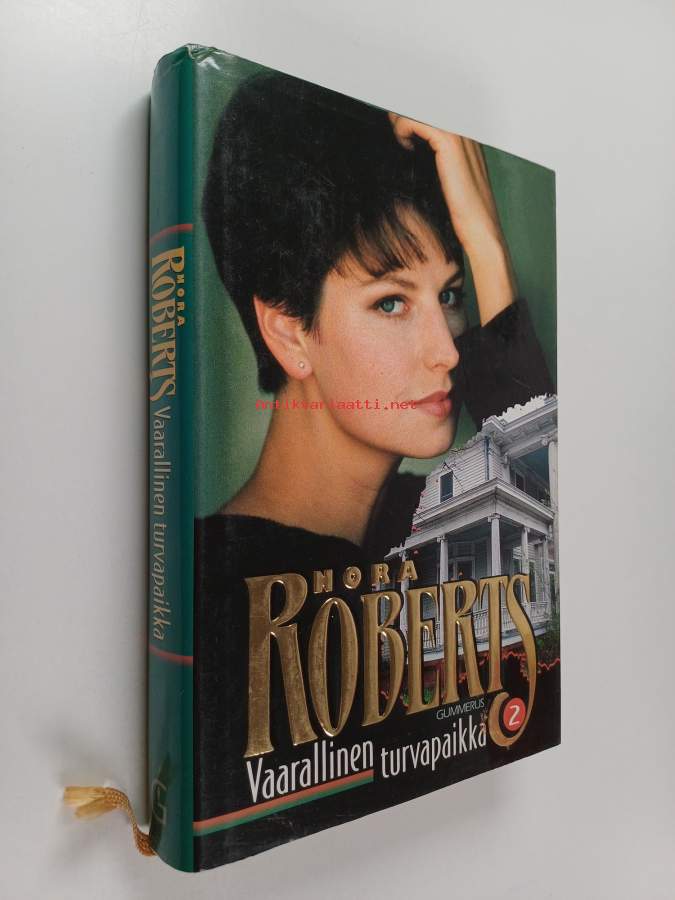 NORA
ROBERTS
Vaarallinen turvapaikka
antikvariaatti.net
NORA
ROBERTS
GUMMERUS
2
Vaarallinen turvapaikka